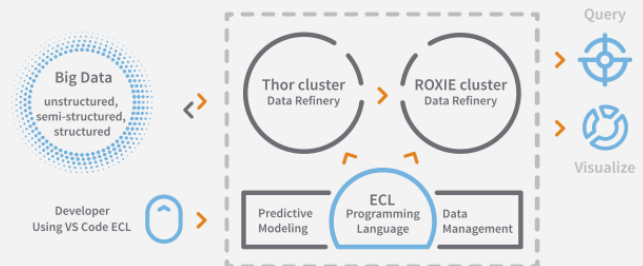 Query
Big Data
unstructured,
semi-structured,
structured
Thor cluster
Data Refinery
ROXIE cluster
Data Refinery
Visualize
Developer
Using VS Code ECL
Predictive
Modeling
ECL
Programming
Language
Data
Management